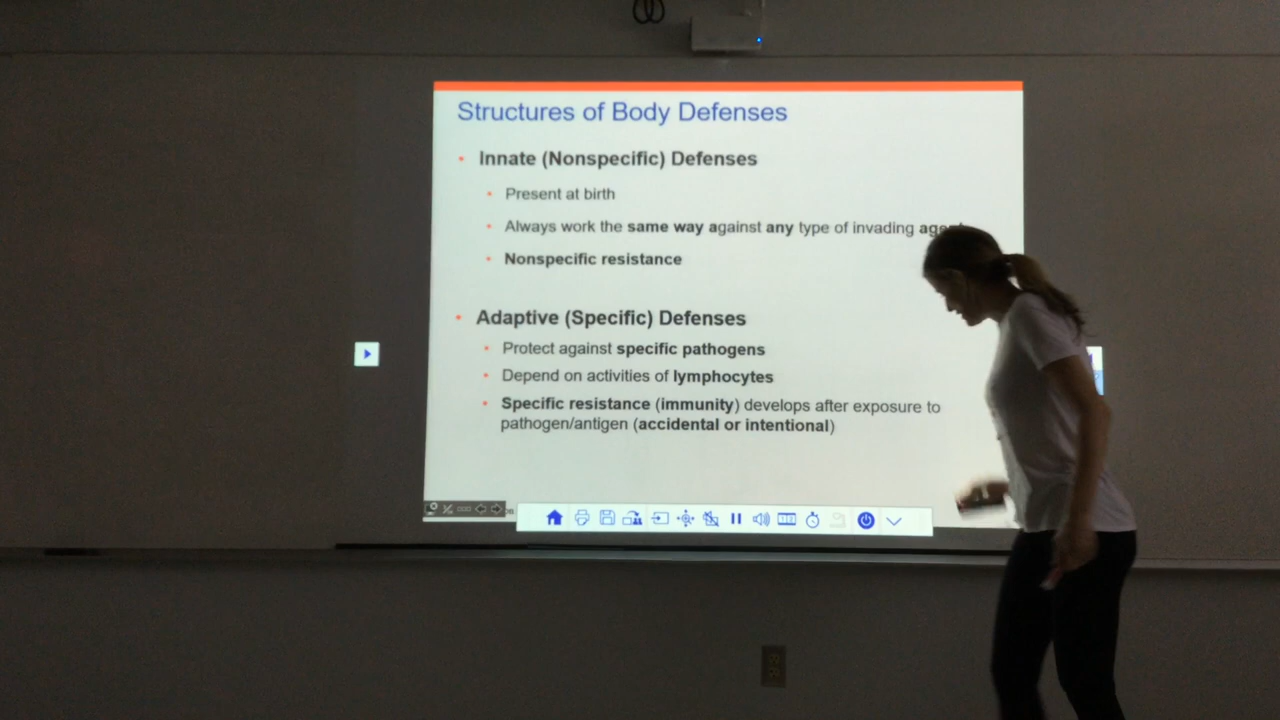 Structures of Body Defenses
• Innate (Nonspecific) Defenses
• Present at birth
• Always work the same way against any type of invading
• Nonspecific resistance
• Adaptive (Specific) Defenses
• Protect against specific pathogens
• Depend on activities of lymphocytes
• Specific resistance (immunity) develops after exposure to
pathogen/antigen (accidental or intentional)